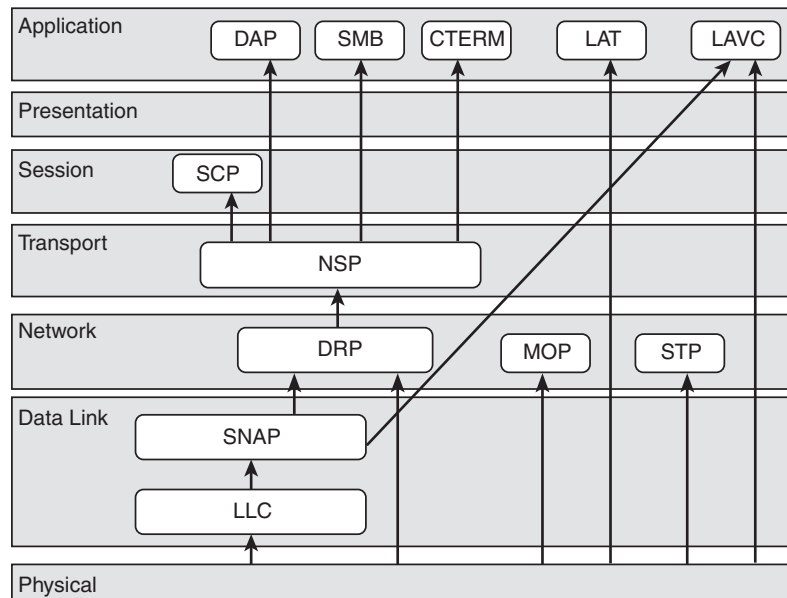 Application
DAP SMB CTERM LAT LAVC
Presentation
Session
SCP
Transport
NSP
Network
DRP MOP STP
Data Link
SNAP
LLC
Physical